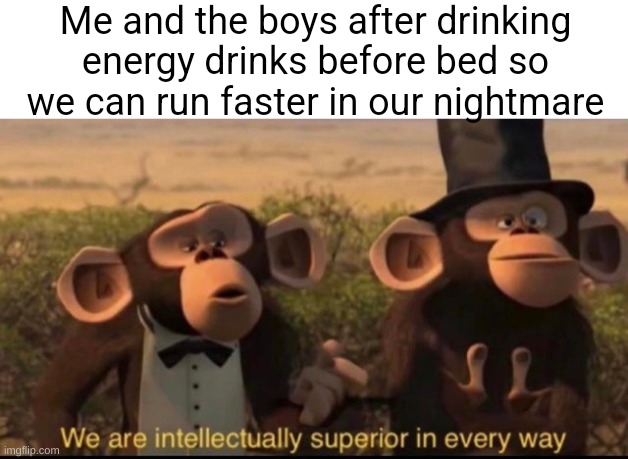 Me and the boys after drinking
energy drinks before bed so
we can run faster in our nightmare
We are intellectually superior in every way
imgflip.com